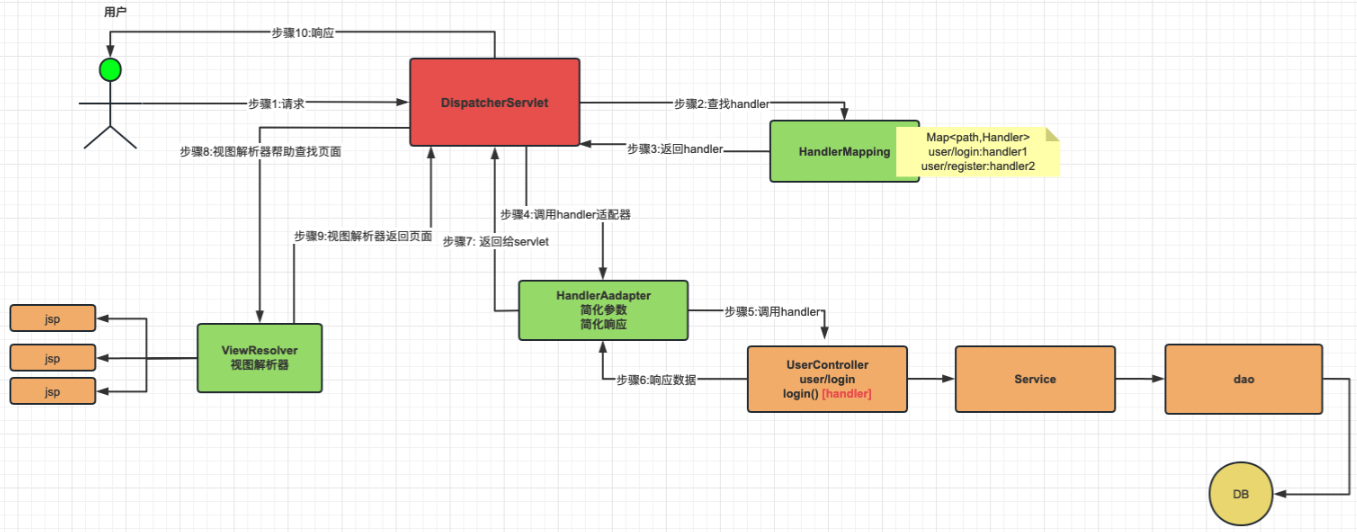 用户
步骤10:响应
DispatcherServlet
步骤1:请求
步骤2:查找handler
Map<path,Handler>
user/login:handler1
user/register:handler2
HandlerMapping
步骤3:返回handler
步骤8:视图解析器帮助查找页面
步骤4:调用handler适配器
步骤9:视图解析器返回页面
步骤7: 返回给servlet
HandlerAadapter
简化参数
简化响应
步骤5:调用handler
jsp
jsp
jsp
ViewResolver
视图解析器
步骤6:响应数据
UserController
user/login
login() [handler]
Service
dao
DB